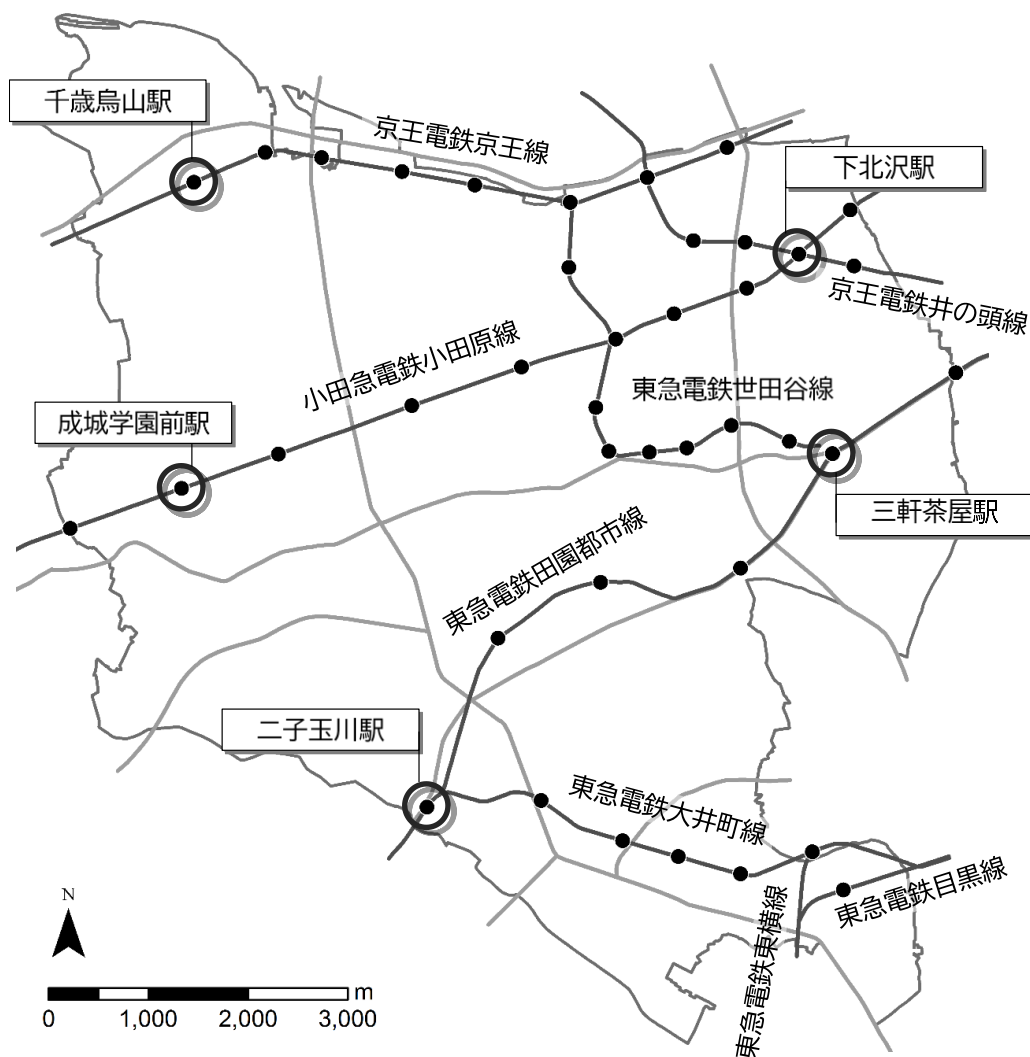 千歳烏山駅
京王電鉄京王線
下北沢駅
京王電鉄井の頭線
小田急電鉄小田原線
東急電鉄世田谷線
成城学園前駅
三軒茶屋駅
東急電鉄田園都市線
二子玉川駅
東急電鉄大井町線
東急電鉄目黒線
東急電鉄東横線
N
m
0 1,000 2,000 3,000